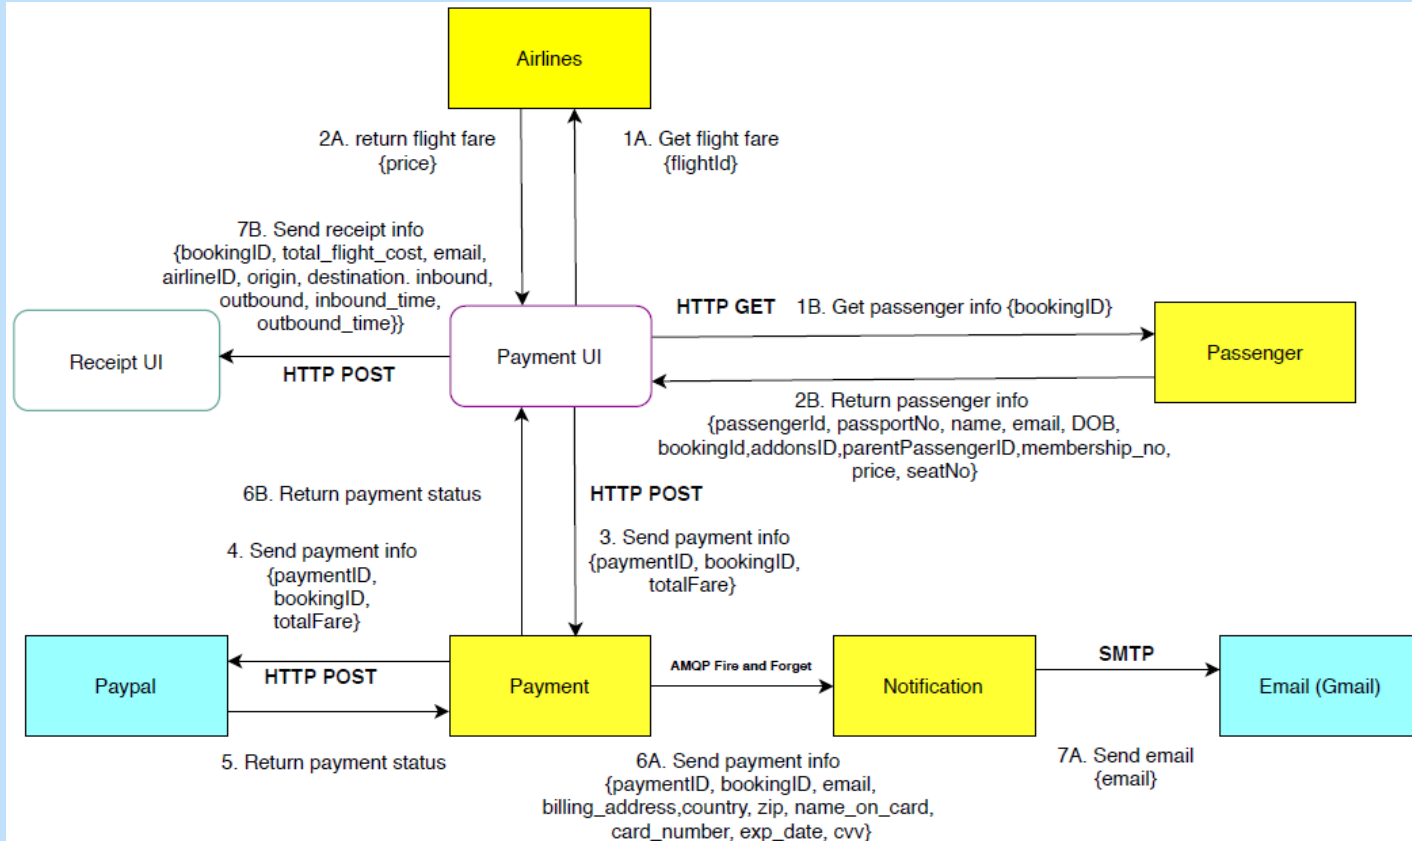 Airlines
2A. return flight fare
{price}
1A. Get flight fare
{flightId}
7B. Send receipt info
{bookingID, total_flight_cost, email,
airlineID, origin, destination. inbound,
outbound, inbound_time,
outbound_time}}
HTTP GET
1B. Get passenger info {bookingID}
Receipt UI
HTTP POST
Payment UI
Passenger
2B. Return passenger info
{passengerId, passportNo, name, email, DOB,
bookingId,addonsID,parentPassengerID,membership_no,
price, seatNo}
6B. Return payment status
HTTP POST
3. Send payment info
{paymentID, bookingID,
totalFare}
4. Send payment info
{paymentID,
bookingID,
totalFare}
Paypal
HTTP POST
Payment
AMQP Fire and Forget
Notification
SMTP
Email (Gmail)
5. Return payment status
6A. Send payment info
{paymentID, bookingID, email,
billing_address,country, zip, name_on_card,
card_number, exp_date, cvv}
7A. Send email
{email}